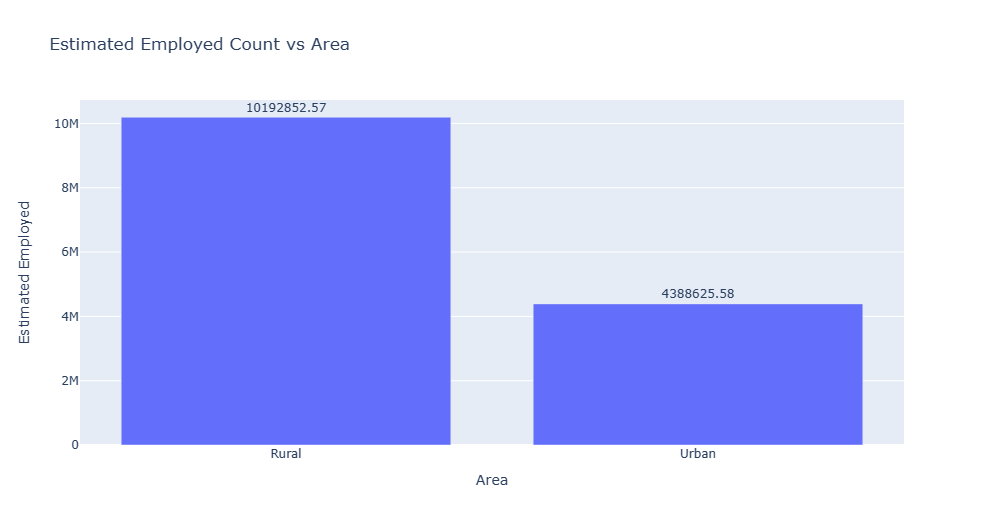 Estimated Employed Count vs Area
10192852.57
4388625.58
10M
8M
6M
4M
2M
0
Estimated Employed
Rural
Urban
Area